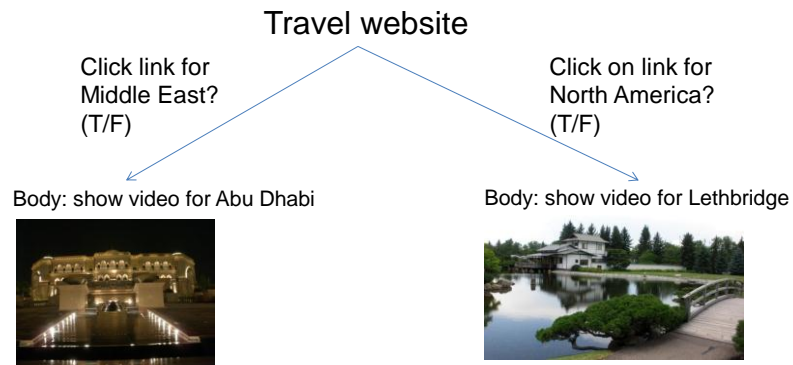 Travel website
Click link for
Middle East?
(T/F)
Click on link for
North America?
(T/F)
Body: show video for Abu Dhabi
Body: show video for Lethbridge